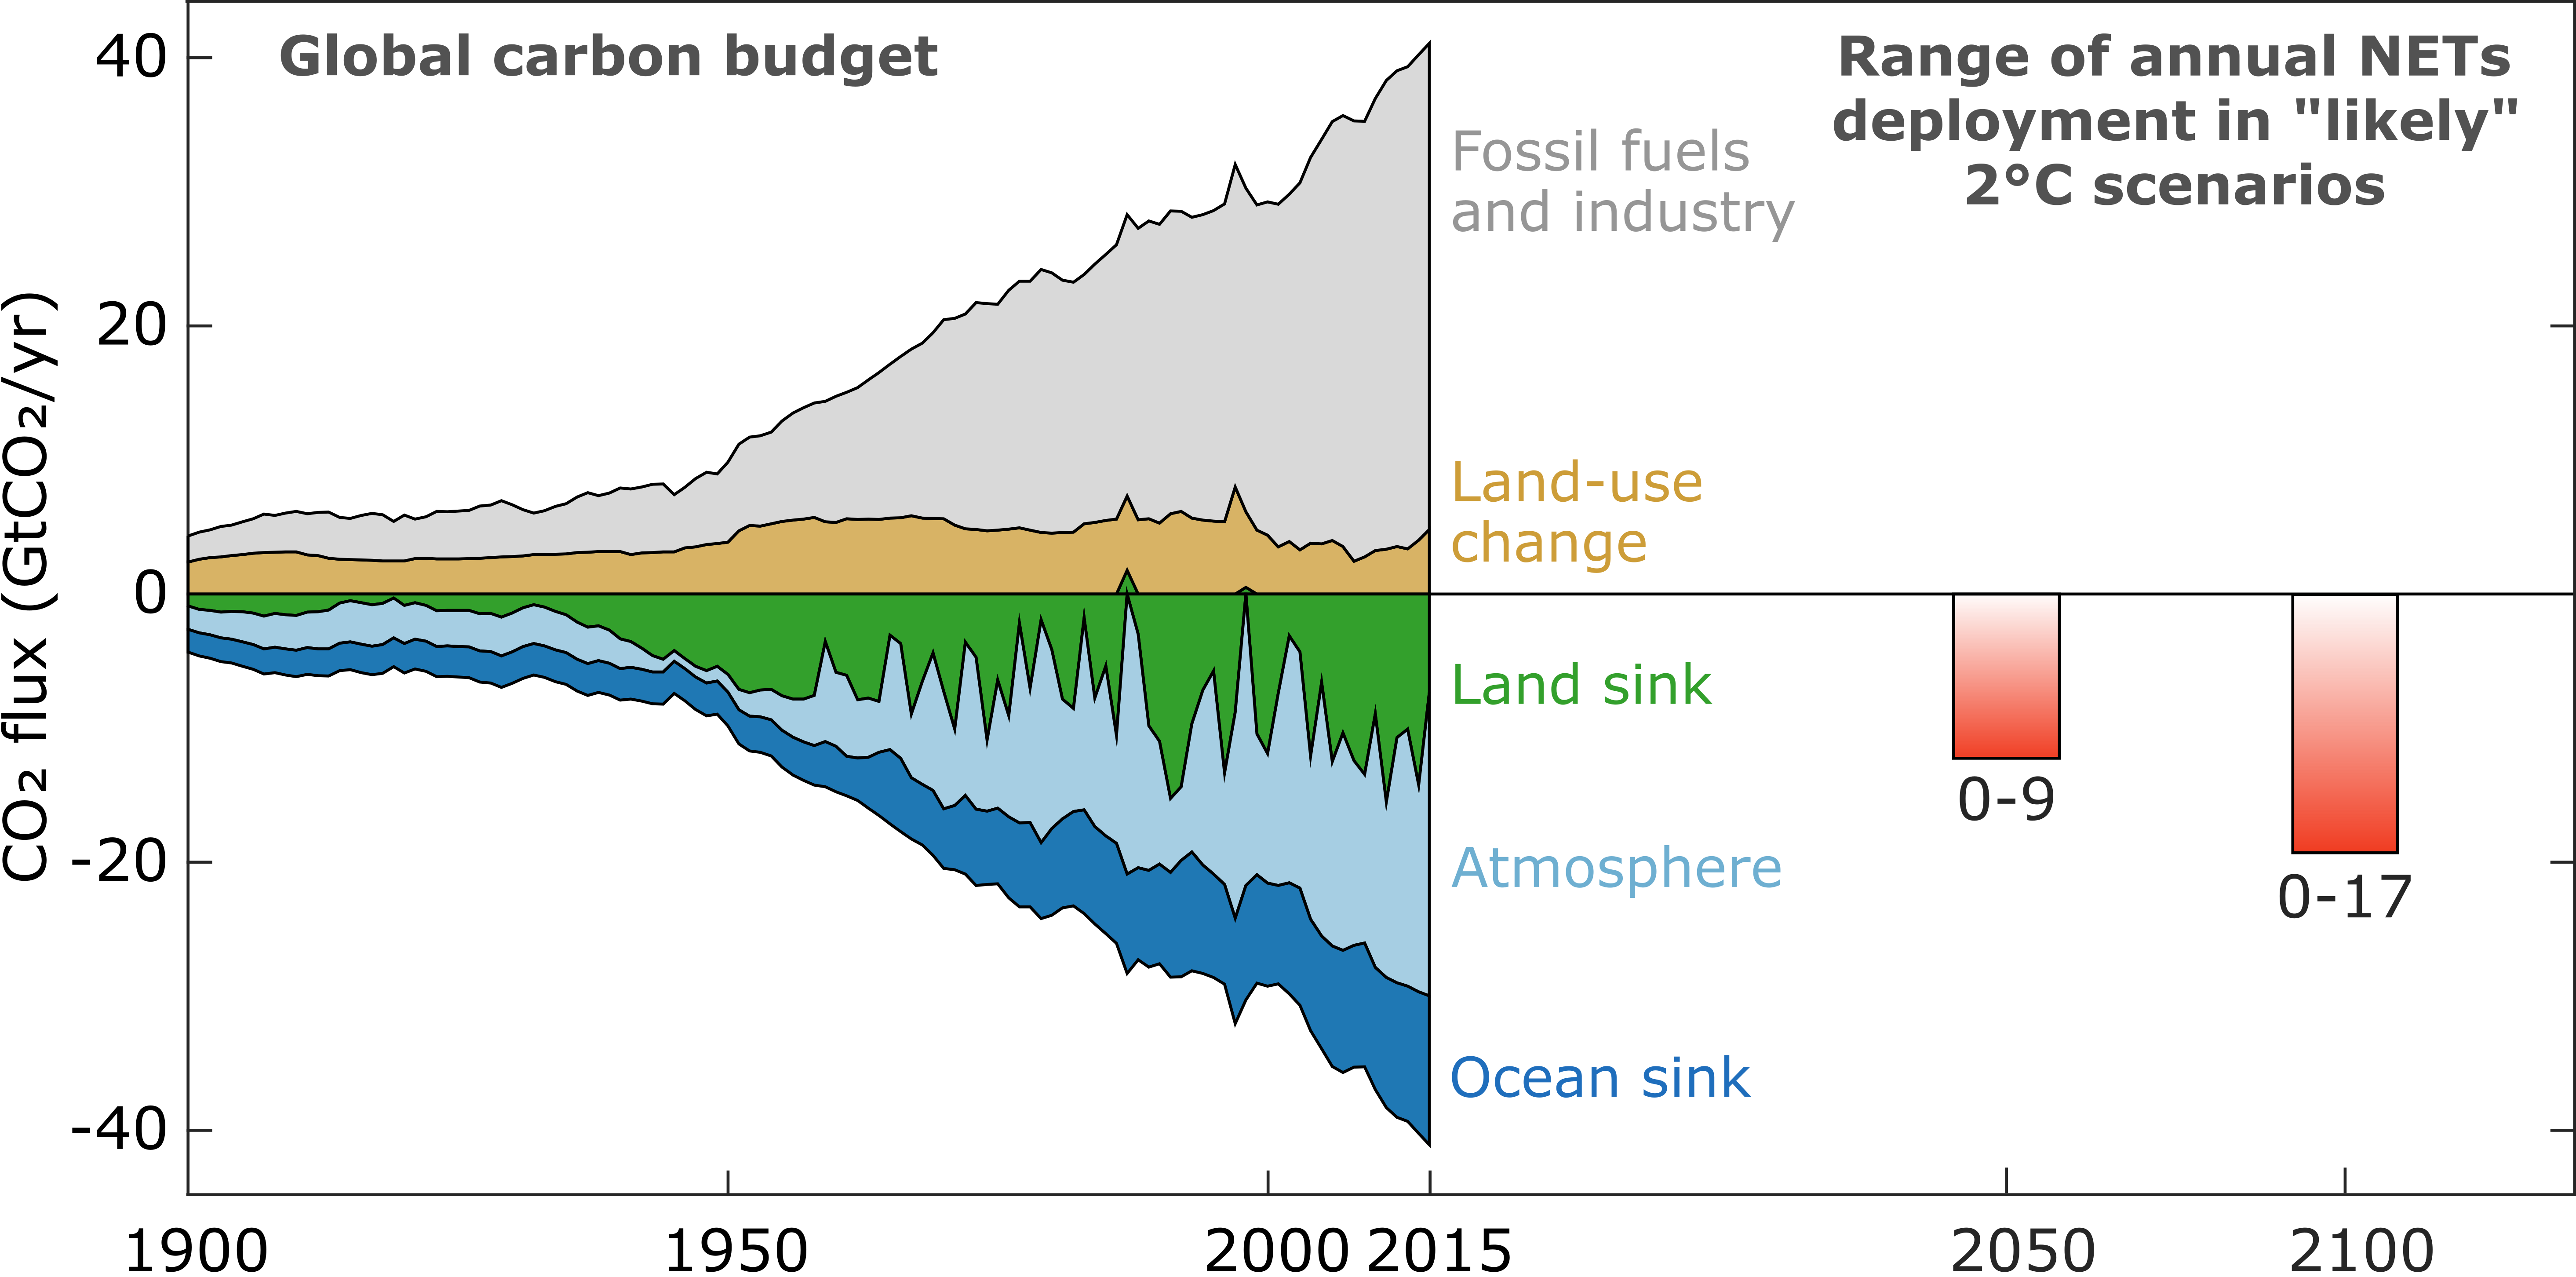 Global carbon budget
Range of annual NETs
deployment in "likely"
2°C scenarios
CO₂ flux (GtCO₂/yr)
40
20
0
-20
-40
Fossil fuels
and industry
Land-use
change
Land sink
Atmosphere
Ocean sink
0-9
0-17
1900
1950
2000
2015
2050
2100